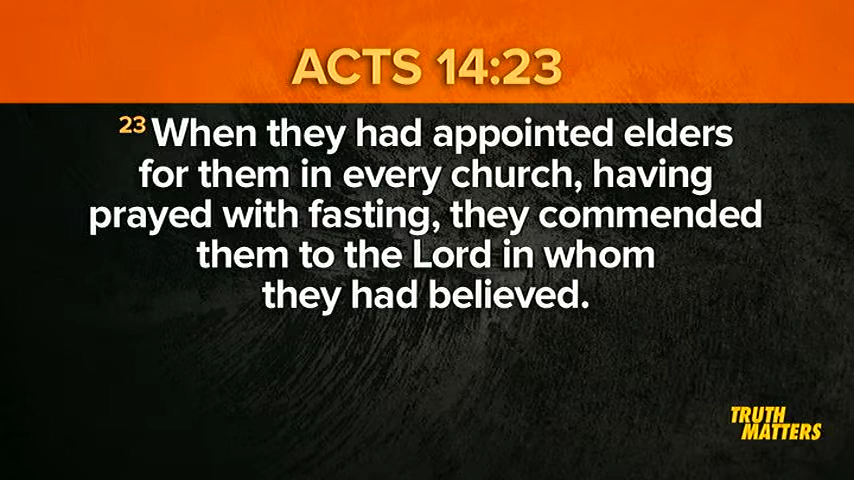 ACTS 14:23
23 When they had appointed elders
for them in every church, having
prayed with fasting, they commended
them to the Lord in whom
they had believed.
TRUTH
MATTERS